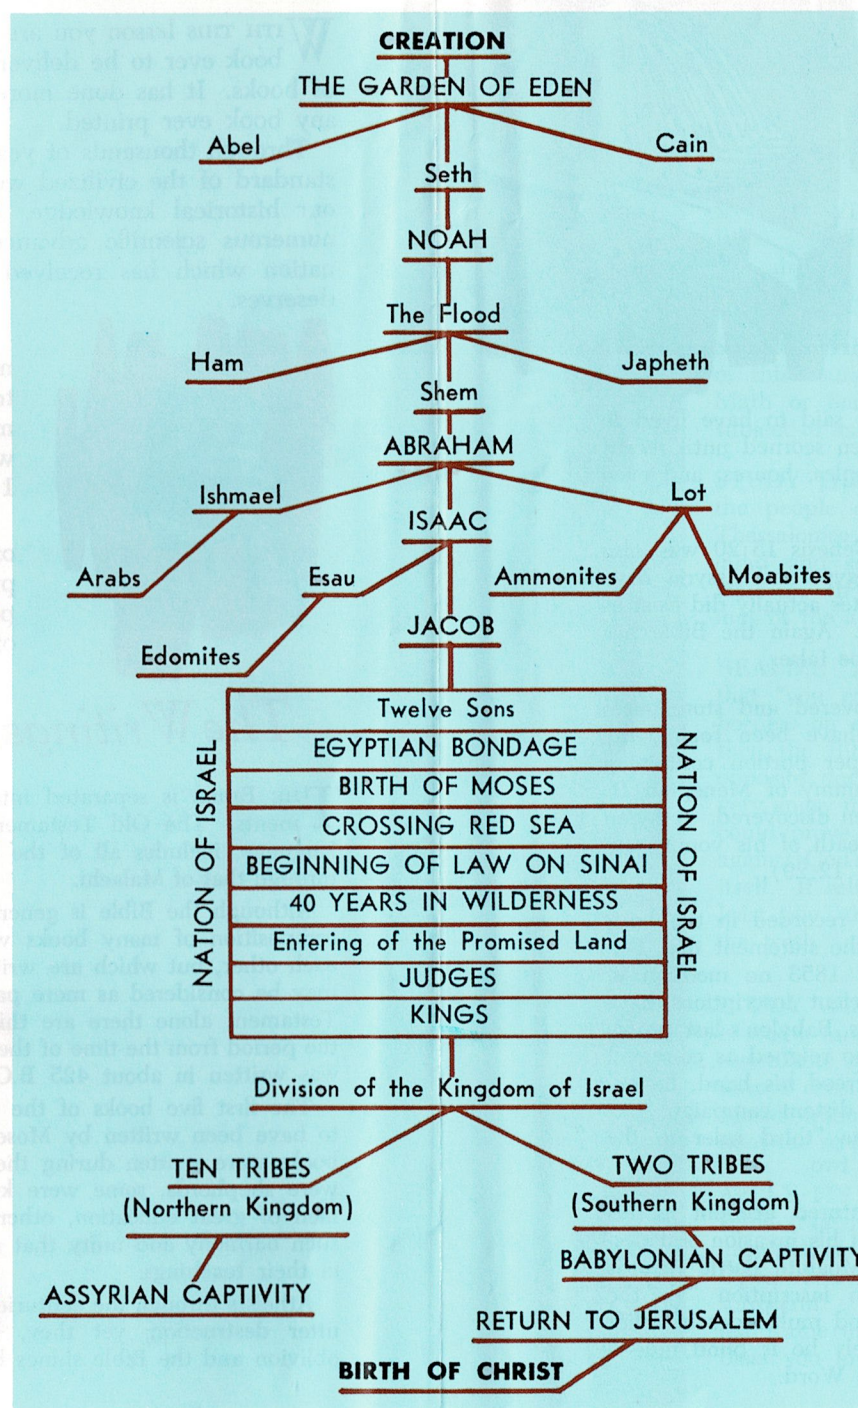 CREATION
THE GARDEN OF EDEN
Abel
Cain
Seth
NOAH
The Flood
Ham
Japheth
Shem
ABRAHAM
Ishmael
Lot
ISAAC
Arabs
Esau
Ammonites
Moabites
JACOB
Edomites
NATION OF ISRAEL
Twelve Sons
EGYPTIAN BONDAGE
BIRTH OF MOSES
CROSSING RED SEA
BEGINNING OF LAW ON SINAI
40 YEARS IN WILDERNESS
Entering of the Promised Land
JUDGES
KINGS
NATION OF ISRAEL
Division of the Kingdom of Israel
TEN TRIBES
(Northern Kingdom)
TWO TRIBES
(Southern Kingdom)
ASSYRIAN CAPTIVITY
BABYLONIAN CAPTIVITY
RETURN TO JERUSALEM
BIRTH OF CHRIST